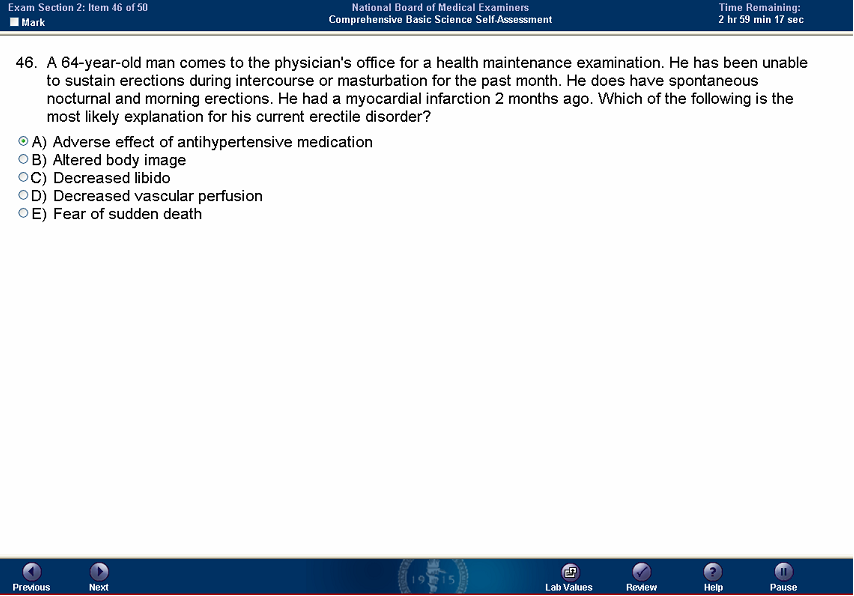 Exam Section 2: Item 46 of 50
National Board of Medical Examiners
Time Remaining:
Mark
Comprehensive Basic Science Self-Assessment
2 hr 59 min 17 sec
46. A 64-year-old man comes to the physician's office for a health maintenance examination. He has been unable
to sustain erections during intercourse or masturbation for the past month. He does have spontaneous
nocturnal and morning erections. He had a myocardial infarction 2 months ago. Which of the following is the
most likely explanation for his current erectile disorder?
A) Adverse effect of antihypertensive medication
B) Altered body image
C) Decreased libido
D) Decreased vascular perfusion
E) Fear of sudden death
1915
Previous
Next
Lab Values
Review
Help
Pause